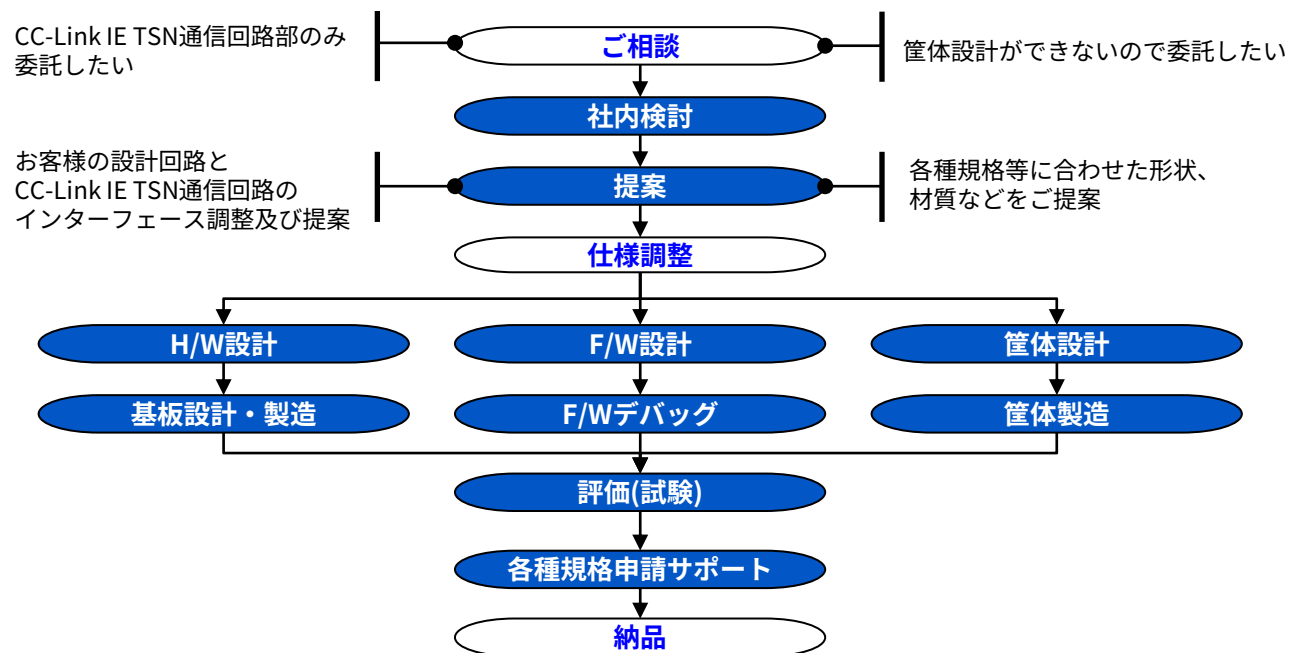 CC-Link IE TSN通信回路部のみ
委託したい
ご相談
筐体設計ができないので委託したい
社内検討
お客様の設計回路と
CC-Link IE TSN通信回路の
インターフェース調整及び提案
提案
各種規格等に合わせた形状、
材質などをご提案
仕様調整
H/W設計
F/W設計
筐体設計
基板設計・製造
F/Wデバッグ
筐体製造
評価(試験)
各種規格申請サポート
納品